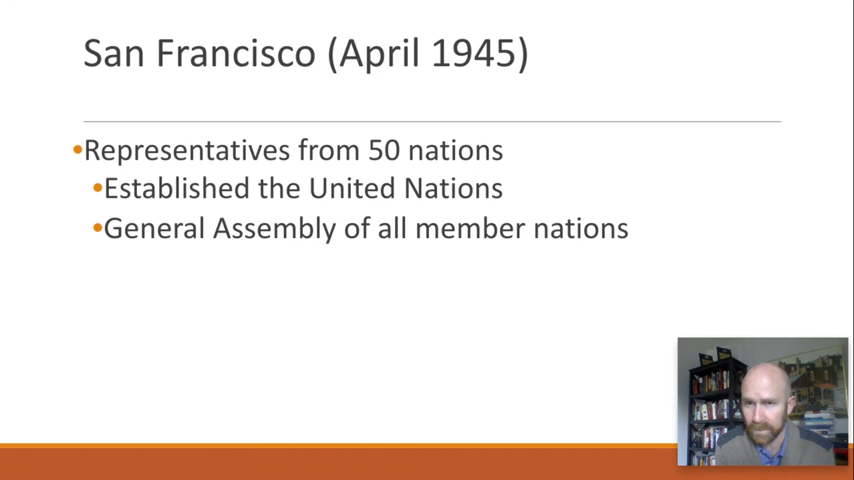 San Francisco (April 1945)
•Representatives from 50 nations
•Established the United Nations
•General Assembly of all member nations